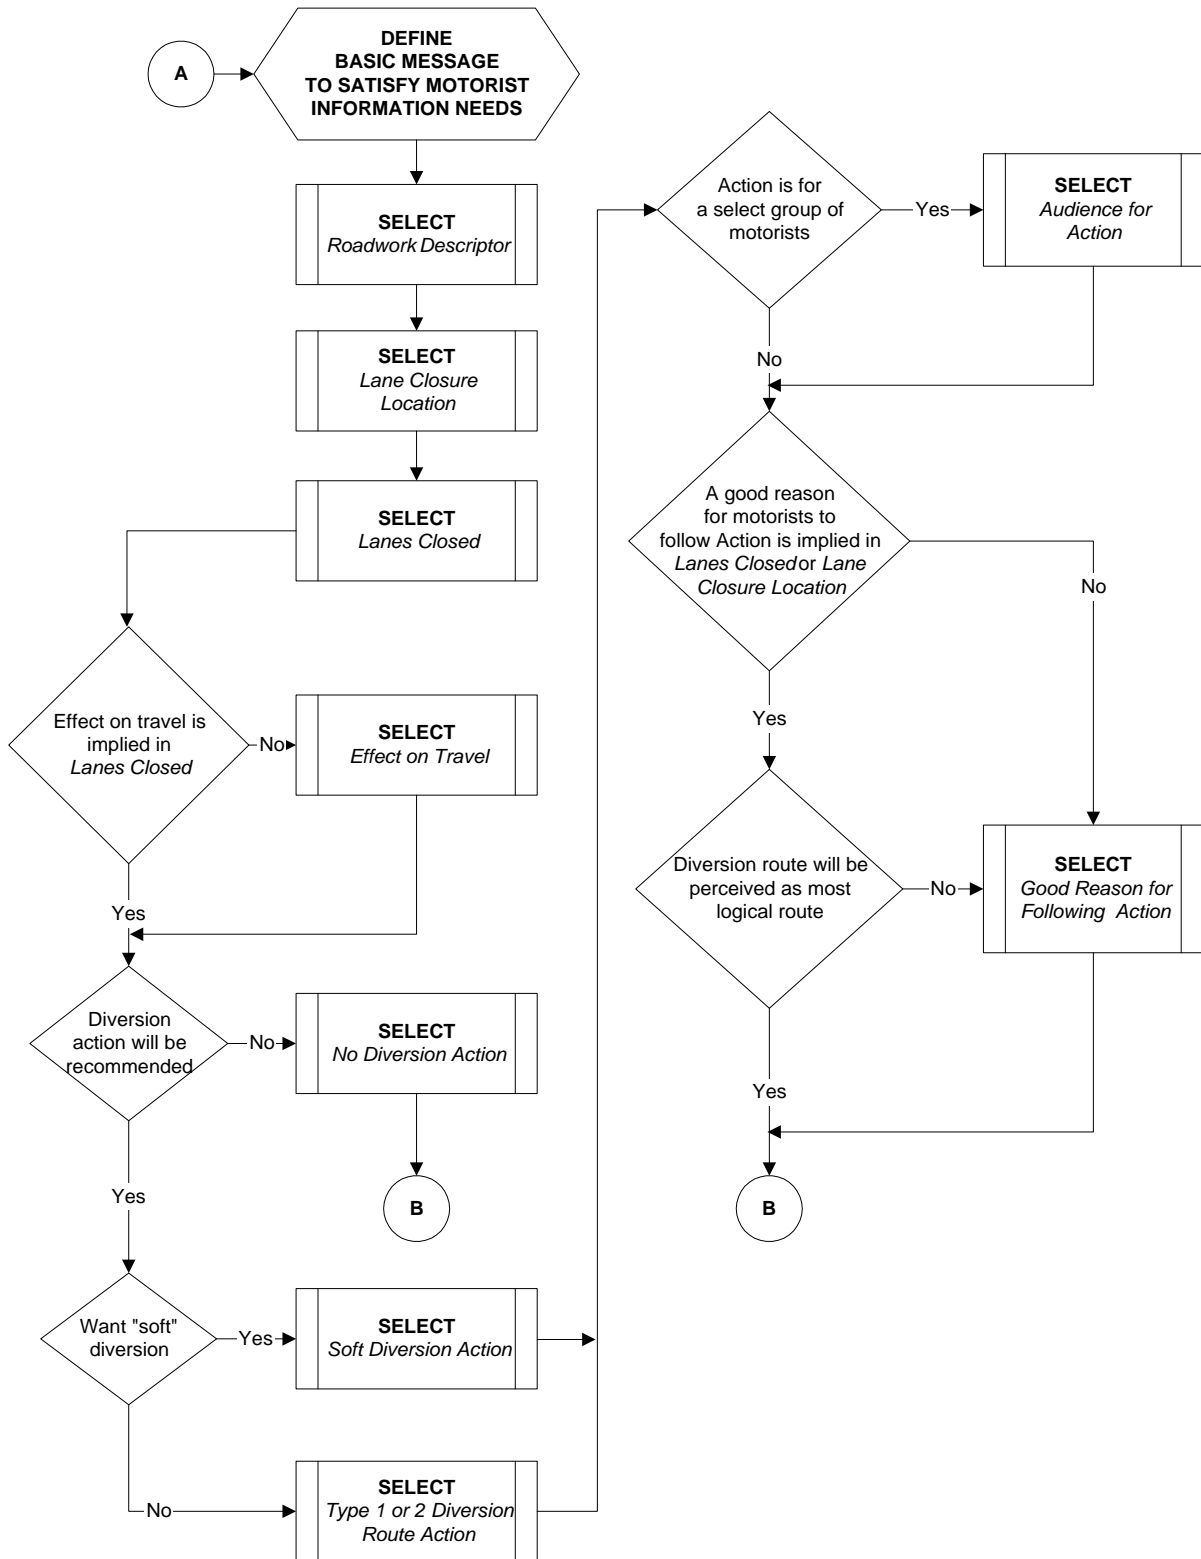 A
DEFINE
BASIC MESSAGE
TO SATISFY MOTORIST
INFORMATION NEEDS
SELECT
Roadwork Descriptor
SELECT
Lane Closure
Location
SELECT
Lanes Closed
Effect on travel is
implied in
Lanes Closed
No
SELECT
Effect on Travel
Yes
Diversion
action will be
recommended
No
SELECT
No Diversion Action
B
Yes
Want "soft"
diversion
Yes
SELECT
Soft Diversion Action
No
SELECT
Type 1 or 2 Diversion
Route Action
Action is for
a select group of
motorists
Yes
SELECT
Audience for
Action
No
A good reason
for motorists to
follow Action is implied in
Lanes Closed or Lane
Closure Location
No
Yes
Diversion route will be
perceived as most
logical route
No
SELECT
Good Reason for
Following Action
Yes
B